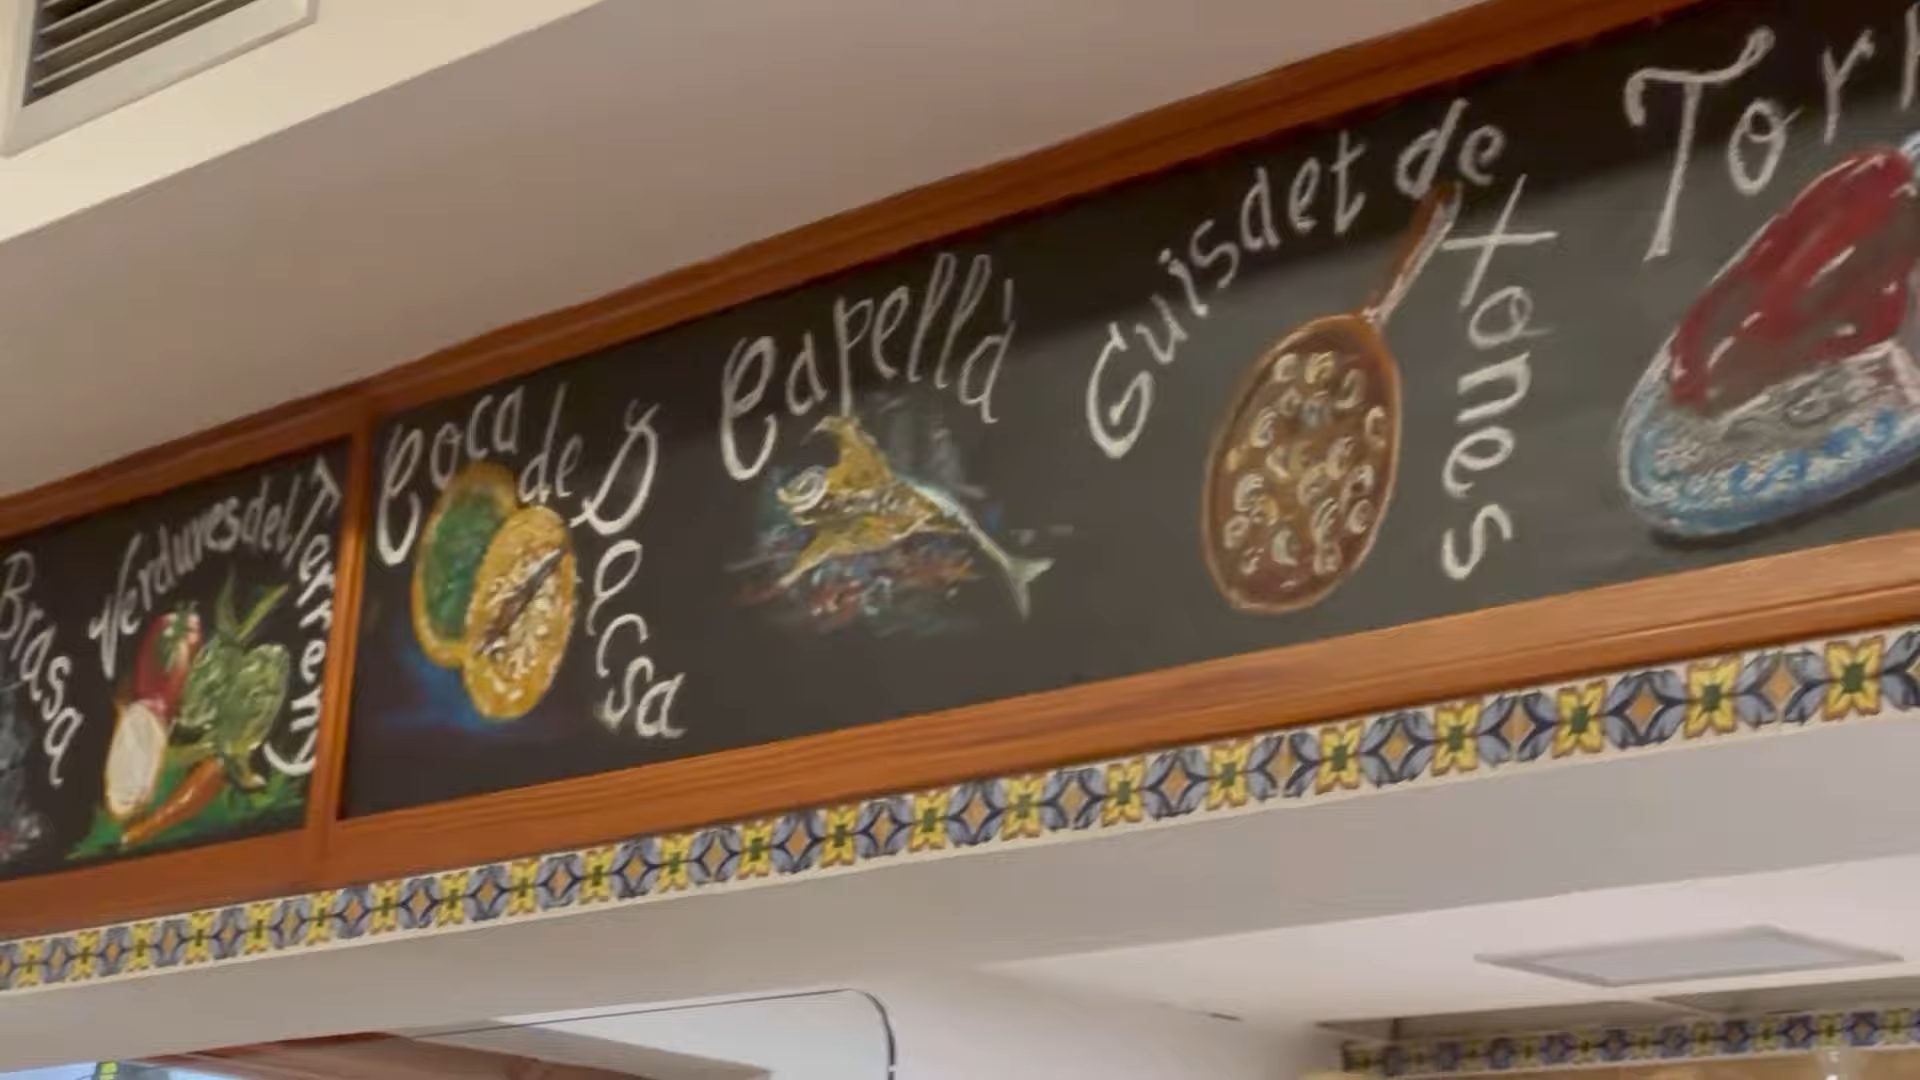 Brasa
Verdures del Terreny
Coca de
Dacsa
Capellà
Guisdet de
tones